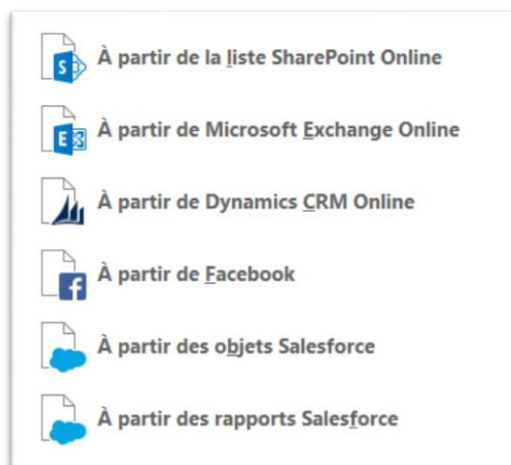 À partir de la liste SharePoint Online
À partir de Microsoft Exchange Online
À partir de Dynamics CRM Online
À partir de Facebook
À partir des objets Salesforce
À partir des rapports Salesforce